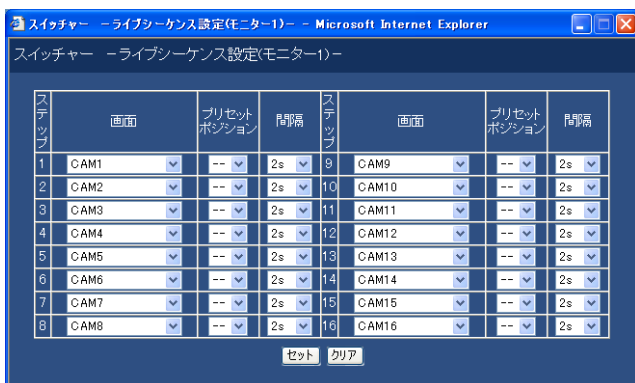 スイッチャー －ライブシーケンス設定(モニター1)－ - Microsoft Internet Explorer
スイッチャー －ライブシーケンス設定(モニター1)－
ステップ 画面 プリセットポジション 間隔 ステップ 画面 プリセットポジション 間隔
1 CAM1 -- 2s 9 CAM9 -- 2s
2 CAM2 -- 2s 10 CAM10 -- 2s
3 CAM3 -- 2s 11 CAM11 -- 2s
4 CAM4 -- 2s 12 CAM12 -- 2s
5 CAM5 -- 2s 13 CAM13 -- 2s
6 CAM6 -- 2s 14 CAM14 -- 2s
7 CAM7 -- 2s 15 CAM15 -- 2s
8 CAM8 -- 2s 16 CAM16 -- 2s
セット クリア